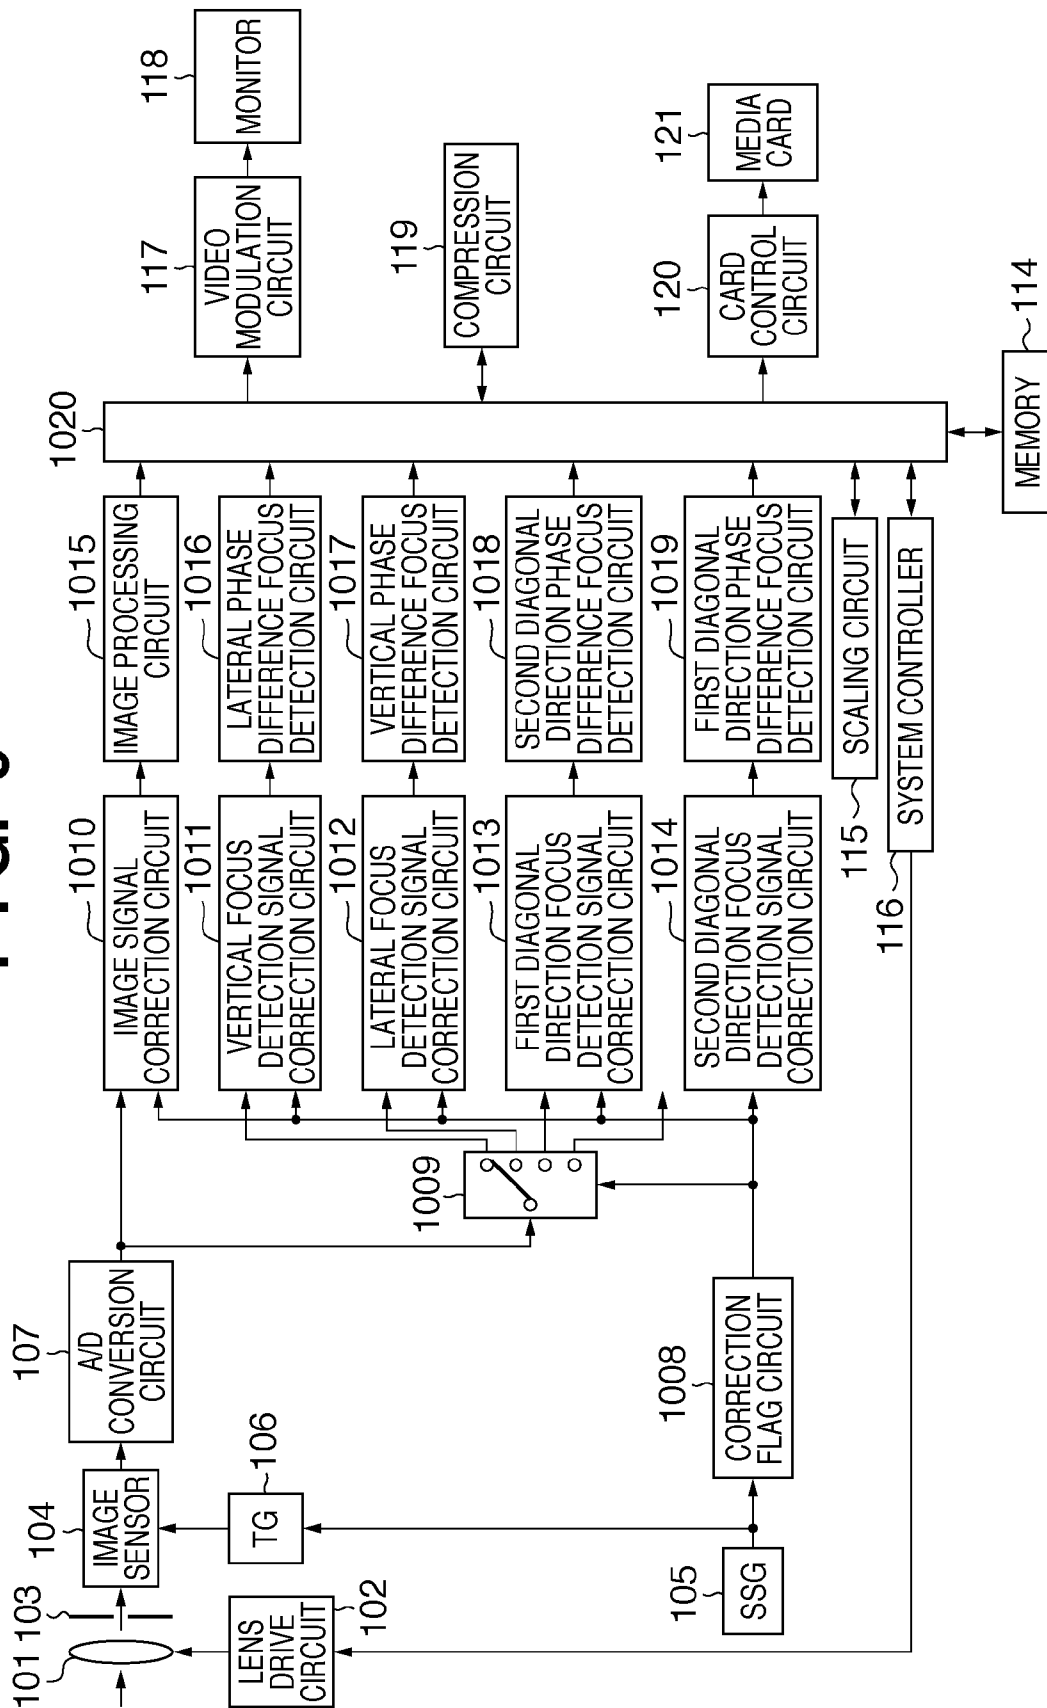 118
MONITOR
117
VIDEO
MODULATION
CIRCUIT
119
COMPRESSION
CIRCUIT
121
MEDIA
CARD
120
CARD
CONTROL
CIRCUIT
114
MEMORY
1020
1015
IMAGE PROCESSING
CIRCUIT
1016
LATERAL PHASE
DIFFERENCE FOCUS
DETECTION CIRCUIT
1017
VERTICAL PHASE
DIFFERENCE FOCUS
DETECTION CIRCUIT
1018
SECOND DIAGONAL
DIRECTION PHASE
DIFFERENCE FOCUS
DETECTION CIRCUIT
1019
FIRST DIAGONAL
DIRECTION PHASE
DIFFERENCE FOCUS
DETECTION CIRCUIT
SCALING CIRCUIT
115
SYSTEM CONTROLLER
116
1010
IMAGE SIGNAL
CORRECTION CIRCUIT
1011
VERTICAL FOCUS
DETECTION SIGNAL
CORRECTION CIRCUIT
1012
LATERAL FOCUS
DETECTION SIGNAL
CORRECTION CIRCUIT
1013
FIRST DIAGONAL
DIRECTION FOCUS
DETECTION SIGNAL
CORRECTION CIRCUIT
1014
SECOND DIAGONAL
DIRECTION FOCUS
DETECTION SIGNAL
CORRECTION CIRCUIT
1009
107
A/D
CONVERSION
CIRCUIT
1008
CORRECTION
FLAG CIRCUIT
106
TG
104
IMAGE
SENSOR
105
SSG
103
101
102
LENS
DRIVE
CIRCUIT